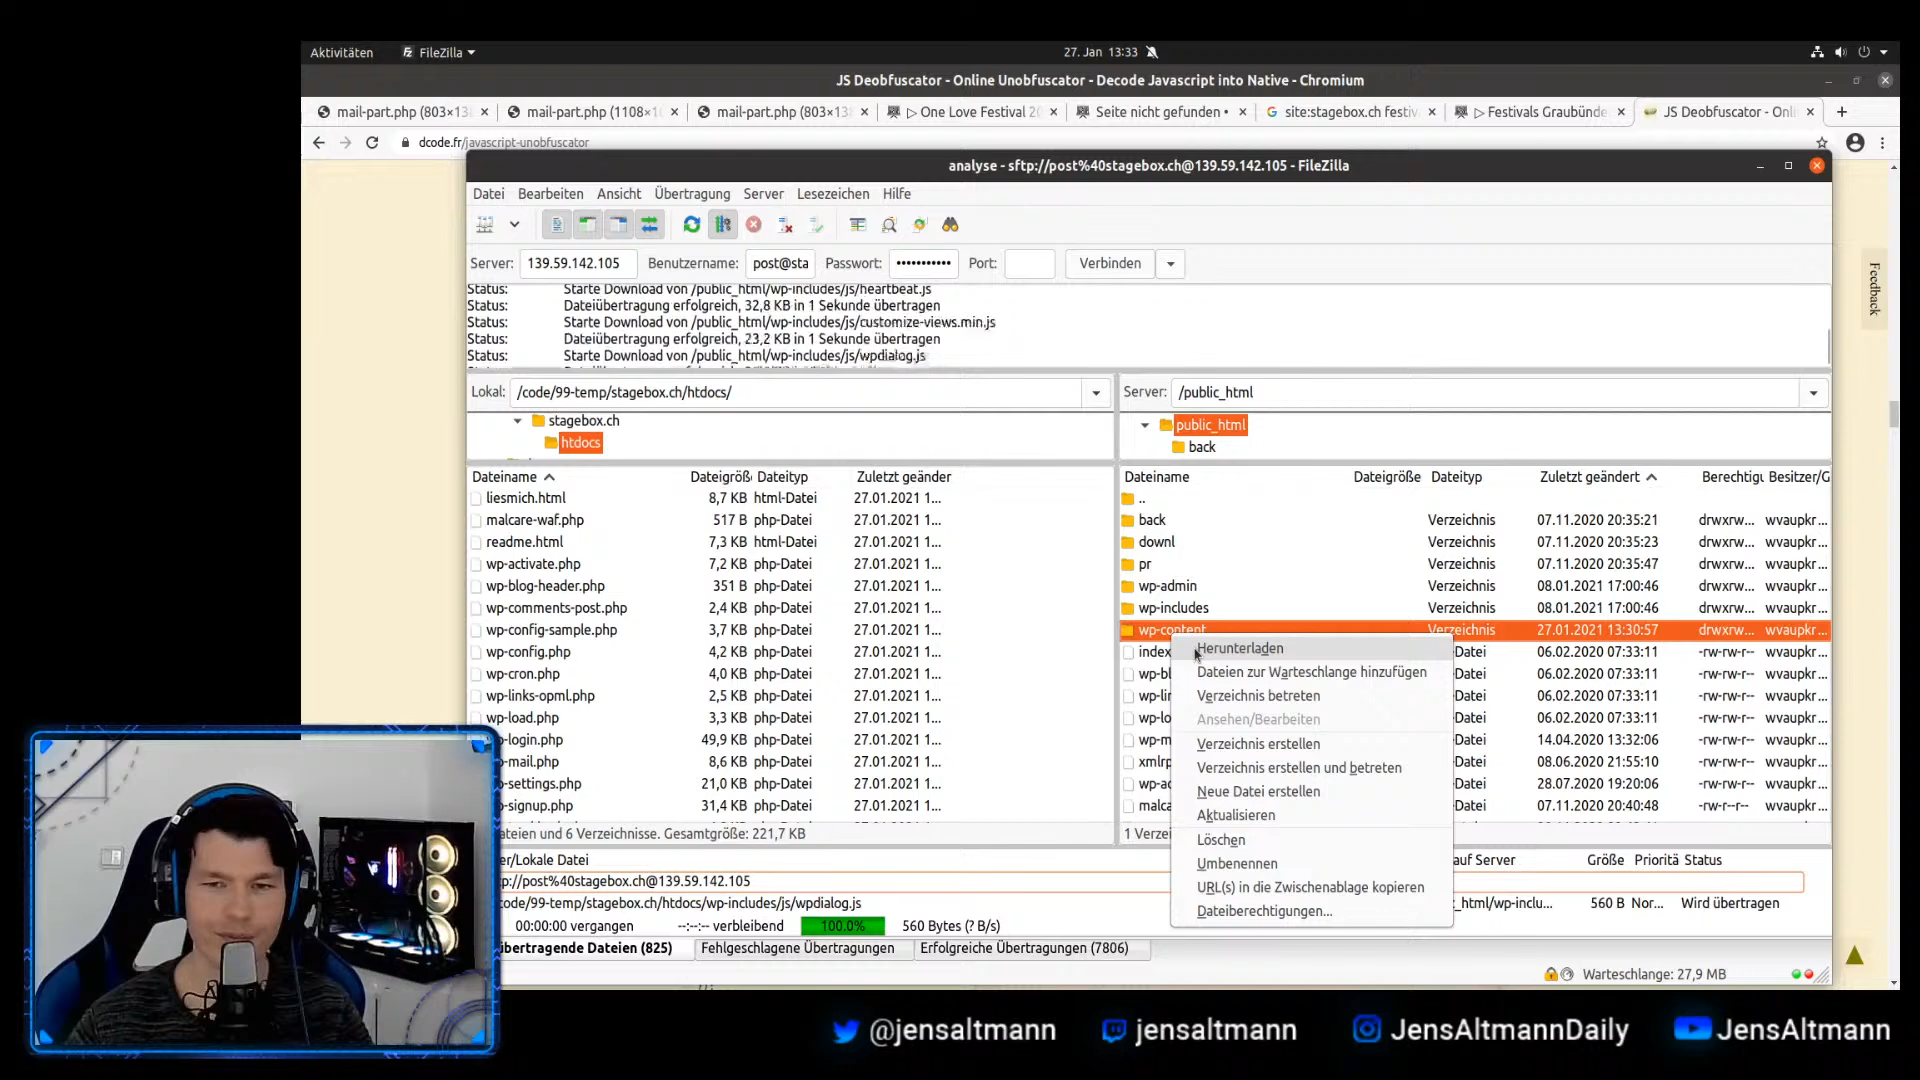 Aktivitäten FileZilla 27. Jan 13:33
JS Deobfuscator - Online Unobfuscator - Decode Javascript into Native - Chromium
mail-part.php (803×13 mail-part.php (1108×1 mail-part.php (803×13 ▷ One Love Festival 20 Seite nicht gefunden • site:stagebox.ch festiv ▷ Festivals Graubünde JS Deobfuscator - Onli
dcode.fr/javascript-unobfuscator
analyse - sftp://post%40stagebox.ch@139.59.142.105 - FileZilla
Datei Bearbeiten Ansicht Übertragung Server Lesezeichen Hilfe
Feedback
Server: 139.59.142.105 Benutzername: post@sta Passwort: ••••••••••• Port: Verbinden
Status: Starte Download von /public_html/wp-includes/js/heartbeat.js
Status: Dateiübertragung erfolgreich, 32,8 KB in 1 Sekunde übertragen
Status: Starte Download von /public_html/wp-includes/js/customize-views.min.js
Status: Dateiübertragung erfolgreich, 23,2 KB in 1 Sekunde übertragen
Status: Starte Download von /public_html/wp-includes/js/wpdialog.js
Lokal: /code/99-temp/stagebox.ch/htdocs/ Server: /public_html
stagebox.ch public_html
htdocs back
Dateiname Dateigröße Dateityp Zuletzt geänder Dateiname Dateigröße Dateityp Zuletzt geändert Berechtigu Besitzer/G
liesmich.html 8,7 KB html-Datei 27.01.2021 1... ..
malcare-waf.php 517 B php-Datei 27.01.2021 1... back Verzeichnis 07.11.2020 20:35:21 drwxrw... wvaupkr...
readme.html 7,3 KB html-Datei 27.01.2021 1... downl Verzeichnis 07.11.2020 20:35:23 drwxrw... wvaupkr...
wp-activate.php 7,2 KB php-Datei 27.01.2021 1... pr Verzeichnis 07.11.2020 20:35:47 drwxrw... wvaupkr...
wp-blog-header.php 351 B php-Datei 27.01.2021 1... wp-admin Verzeichnis 08.01.2021 17:00:46 drwxrw... wvaupkr...
wp-comments-post.php 2,4 KB php-Datei 27.01.2021 1... wp-includes Verzeichnis 08.01.2021 17:00:46 drwxrw... wvaupkr...
wp-config-sample.php 3,7 KB php-Datei 27.01.2021 1... wp-content Verzeichnis 27.01.2021 13:30:57 drwxrw... wvaupkr...
wp-config.php 4,2 KB php-Datei 27.01.2021 1... index Datei 06.02.2020 07:33:11 -rw-rw-r-- wvaupkr...
wp-cron.php 4,0 KB php-Datei 27.01.2021 1... wp-bl Datei 06.02.2020 07:33:11 -rw-rw-r-- wvaupkr...
wp-links-opml.php 2,5 KB php-Datei 27.01.2021 1... wp-lin Datei 06.02.2020 07:33:11 -rw-rw-r-- wvaupkr...
wp-load.php 3,3 KB php-Datei 27.01.2021 1... wp-lo Datei 06.02.2020 07:33:11 -rw-rw-r-- wvaupkr...
p-login.php 49,9 KB php-Datei 27.01.2021 1... wp-m Datei 14.04.2020 13:32:06 -rw-rw-r-- wvaupkr...
p-mail.php 8,6 KB php-Datei 27.01.2021 1... xmlrp Datei 08.06.2020 21:55:10 -rw-rw-r-- wvaupkr...
p-settings.php 21,0 KB php-Datei 27.01.2021 1... wp-ac Datei 28.07.2020 19:20:06 -rw-rw-r-- wvaupkr...
p-signup.php 31,4 KB php-Datei 27.01.2021 1... malca Datei 07.11.2020 20:40:48 -rw-r--r-- wvaupkr...
Herunterladen
Dateien zur Warteschlange hinzufügen
Verzeichnis betreten
Ansehen/Bearbeiten
Verzeichnis erstellen
Verzeichnis erstellen und betreten
Neue Datei erstellen
Aktualisieren
Löschen
Umbenennen
URL(s) in die Zwischenablage kopieren
Dateiberechtigungen...
ateien und 6 Verzeichnisse. Gesamtgröße: 221,7 KB 1 Verzei
er/Lokale Datei auf Server Größe Prioritä Status
tp://post%40stagebox.ch@139.59.142.105
code/99-temp/stagebox.ch/htdocs/wp-includes/js/wpdialog.js _html/wp-inclu... 560 B Nor... Wird übertragen
00:00:00 vergangen --:--:-- verbleibend 100.0% 560 Bytes (? B/s)
übertragende Dateien (825) Fehlgeschlagene Übertragungen Erfolgreiche Übertragungen (7806)
Warteschlange: 27,9 MB
@jensaltmann jensaltmann JensAltmannDaily JensAltmann